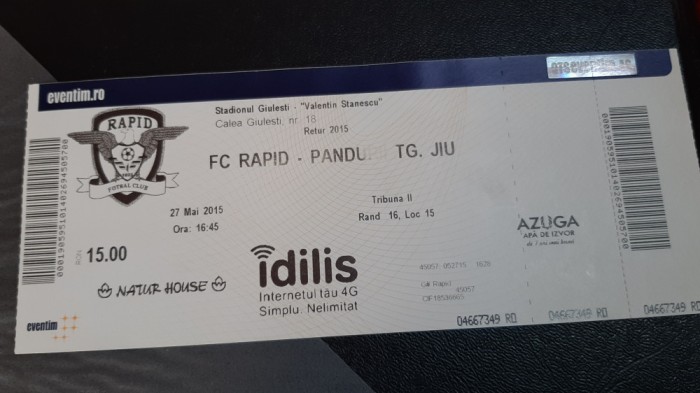 eventim.ro
Stadionul Giulesti - "Valentin Stanescu"
Calea Giulesti, nr. 18
Retur 2015
RAPID
FOTBAL CLUB
FC RAPID - PANDU TG. JIU
27 Mai 2015
Ora: 16:45
Tribuna II
Rand 16, Loc 15
RON 15.00
NATUR HOUSE
idilis
Internetul tău 4G
Simplu. Nelimitat
AZUGA
APĂ DE IZVOR
eventim
04667349 RO
04667349 RO
04667349 RO